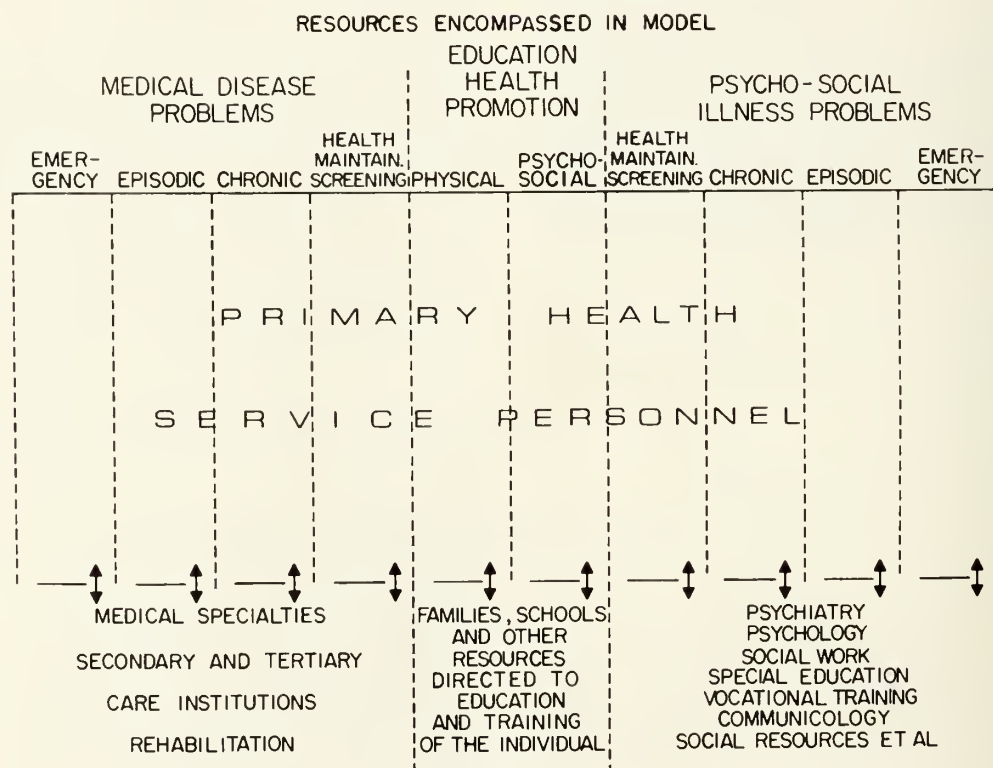 RESOURCES ENCOMPASSED IN MODEL
MEDICAL DISEASE
PROBLEMS
EDUCATION
HEALTH
PROMOTION
PSYCHO-SOCIAL
ILLNESS PROBLEMS
EMER-
GENCY
EPISODIC
CHRONIC
HEALTH
MAINTAIN.
SCREENING
PHYSICAL
PSYCHO-
SOCIAL
HEALTH
MAINTAIN.
SCREENING
CHRONIC
EPISODIC
EMER-
GENCY
PRIMARY HEALTH
SERVICE PERSONNEL
MEDICAL SPECIALTIES
SECONDARY AND TERTIARY
CARE INSTITUTIONS
REHABILITATION
FAMILIES, SCHOOLS
AND OTHER
RESOURCES
DIRECTED TO
EDUCATION
AND TRAINING
OF THE INDIVIDUAL
PSYCHIATRY
PSYCHOLOGY
SOCIAL WORK
SPECIAL EDUCATION
VOCATIONAL TRAINING
COMMUNICOLOGY
SOCIAL RESOURCES ET AL